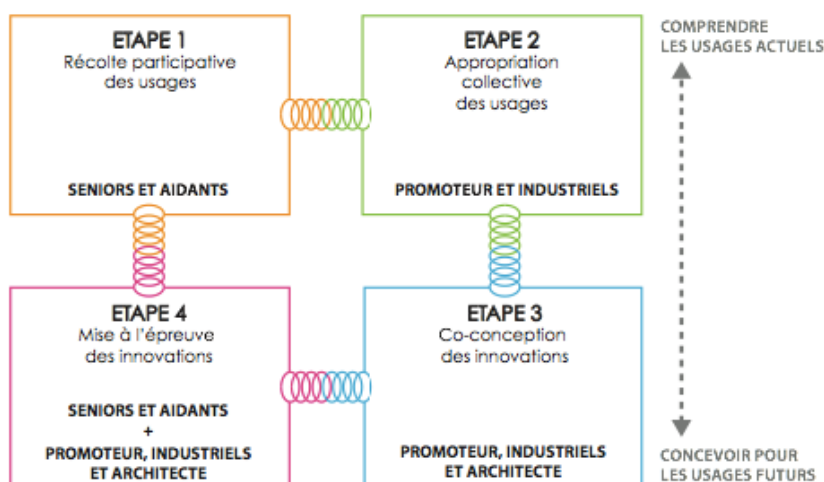 ETAPE 1
Récolte participative
des usages
SENIORS ET AIDANTS
ETAPE 2
Appropriation
collective
des usages
PROMOTEUR ET INDUSTRIELS
COMPRENDRE
LES USAGES ACTUELS
ETAPE 4
Mise à l'épreuve
des innovations
SENIORS ET AIDANTS
+
PROMOTEUR, INDUSTRIELS
ET ARCHITECTE
ETAPE 3
Co-conception
des innovations
PROMOTEUR, INDUSTRIELS
ET ARCHITECTE
CONCEVOIR POUR
LES USAGES FUTURS